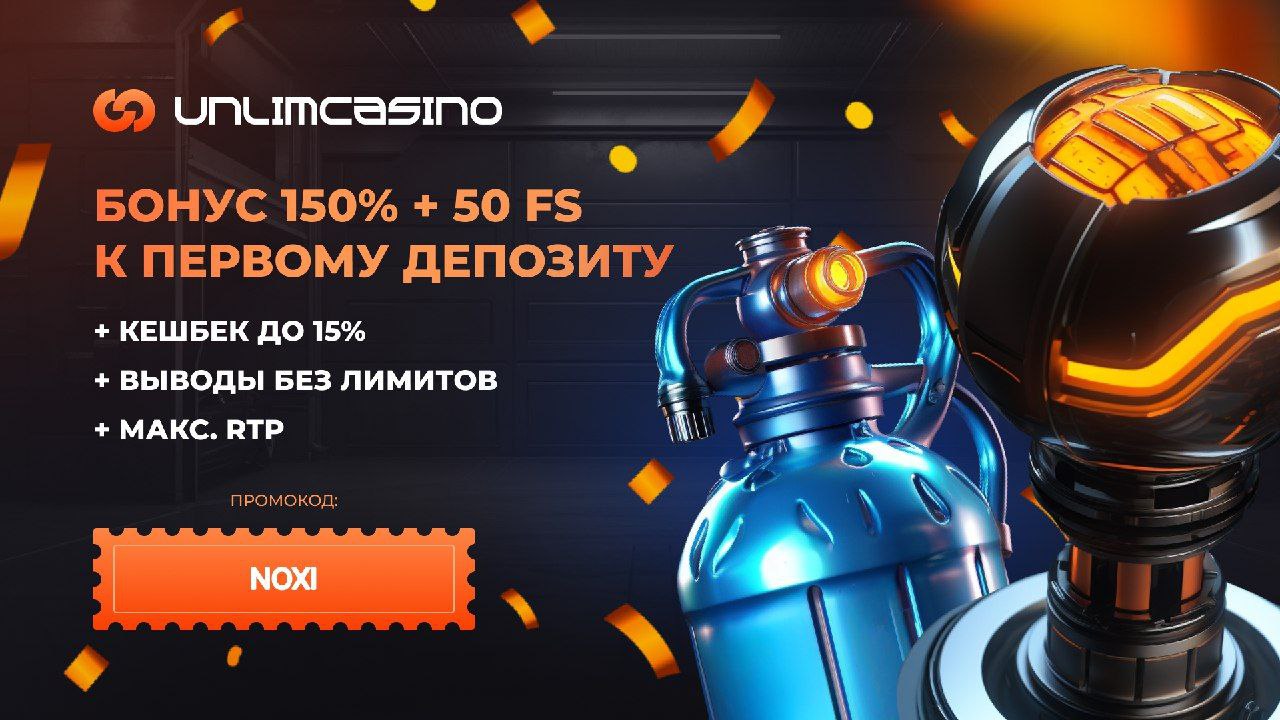 UNLIMCASINO
БОНУС 150% + 50 FS
К ПЕРВОМУ ДЕПОЗИТУ
+ КЕШБЕК ДО 15%
+ ВЫВОДЫ БЕЗ ЛИМИТОВ
+ МАКС. RTP
ПРОМОКОД:
NOXI